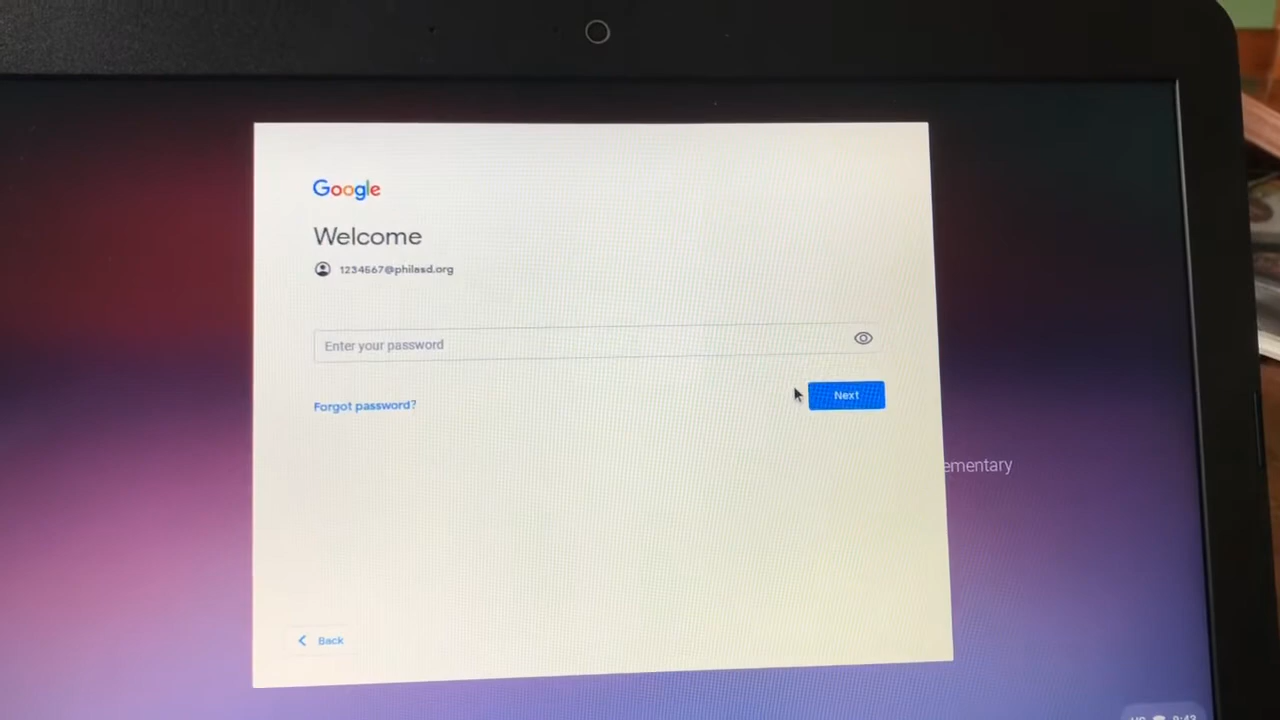 Google
Welcome
1234567@philasd.org
Enter your password
Forgot password?
Next
ementary
Back